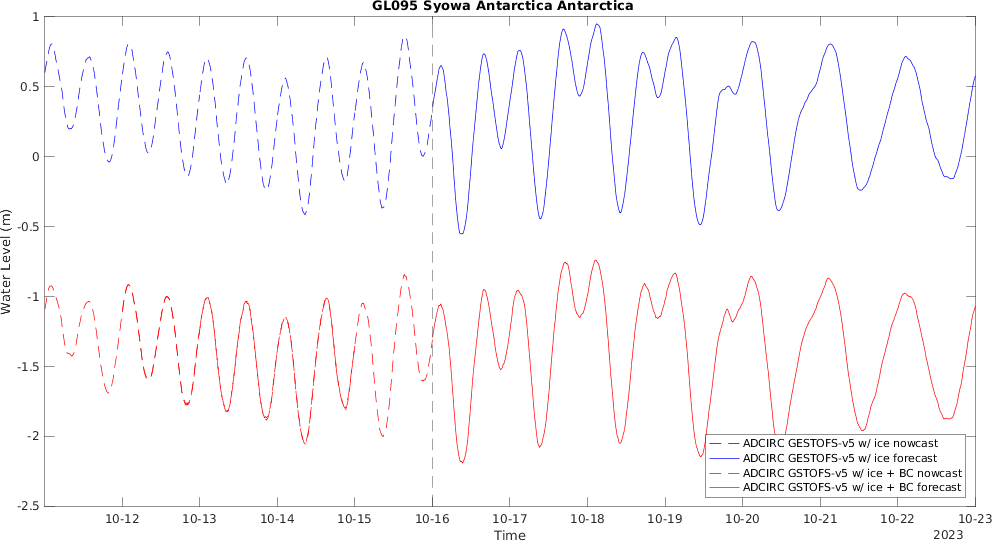 GL095 Syowa Antarctica Antarctica
1
0.5
0
-0.5
-1
-1.5
-2
-2.5
Water Level (m)
ADCIRC GESTOFS-v5 w/ ice nowcast
ADCIRC GESTOFS-v5 w/ ice forecast
ADCIRC GSTOFS-v5 w/ ice + BC nowcast
ADCIRC GSTOFS-v5 w/ ice + BC forecast
10-12 10-13 10-14 10-15 10-16 10-17 10-18 10-19 10-20 10-21 10-22 10-23
Time
2023